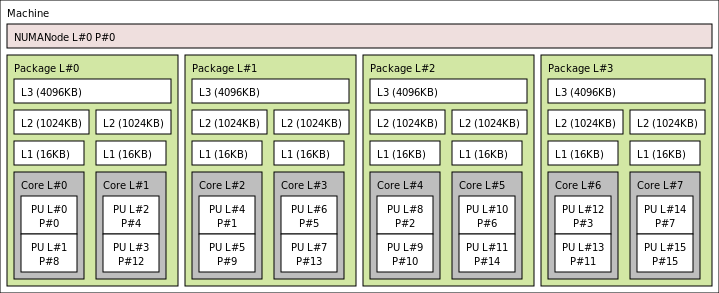 Machine
NUMANode L#0 P#0
Package L#0
L3 (4096KB)
L2 (1024KB)
L2 (1024KB)
L1 (16KB)
L1 (16KB)
Core L#0
PU L#0
P#0
PU L#1
P#8
Core L#1
PU L#2
P#4
PU L#3
P#12
Package L#1
L3 (4096KB)
L2 (1024KB)
L2 (1024KB)
L1 (16KB)
L1 (16KB)
Core L#2
PU L#4
P#1
PU L#5
P#9
Core L#3
PU L#6
P#5
PU L#7
P#13
Package L#2
L3 (4096KB)
L2 (1024KB)
L2 (1024KB)
L1 (16KB)
L1 (16KB)
Core L#4
PU L#8
P#2
PU L#9
P#10
Core L#5
PU L#10
P#6
PU L#11
P#14
Package L#3
L3 (4096KB)
L2 (1024KB)
L2 (1024KB)
L1 (16KB)
L1 (16KB)
Core L#6
PU L#12
P#3
PU L#13
P#11
Core L#7
PU L#14
P#7
PU L#15
P#15